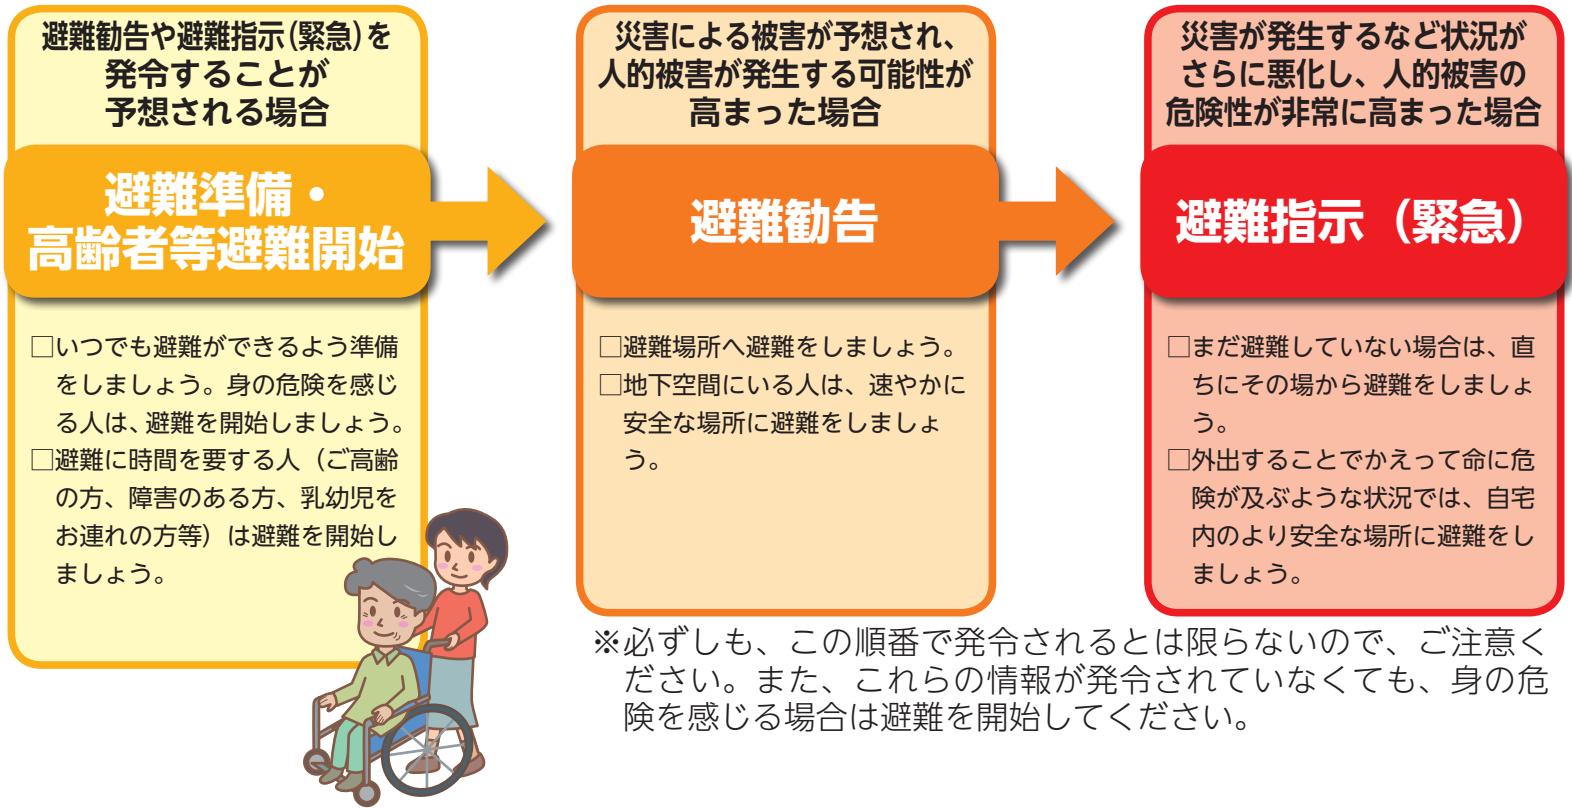 避難勧告や避難指示(緊急)を
発令することが
予想される場合
避難準備・
高齢者等避難開始
□いつでも避難ができるよう準備
をしましょう。身の危険を感じ
る人は、避難を開始しましょう。
□避難に時間を要する人（ご高齢
の方、障害のある方、乳幼児を
お連れの方等）は避難を開始し
ましょう。
災害による被害が予想され、
人的被害が発生する可能性が
高まった場合
避難勧告
□避難場所へ避難をしましょう。
□地下空間にいる人は、速やかに
安全な場所に避難をしましょ
う。
災害が発生するなど状況が
さらに悪化し、人的被害の
危険性が非常に高まった場合
避難指示（緊急）
□まだ避難していない場合は、直
ちにその場から避難をしましょ
う。
□外出することでかえって命に危
険が及ぶような状況では、自宅
内のより安全な場所に避難をし
ましょう。
※必ずしも、この順番で発令されるとは限らないので、ご注意く
ださい。また、これらの情報が発令されていなくても、身の危
険を感じる場合は避難を開始してください。